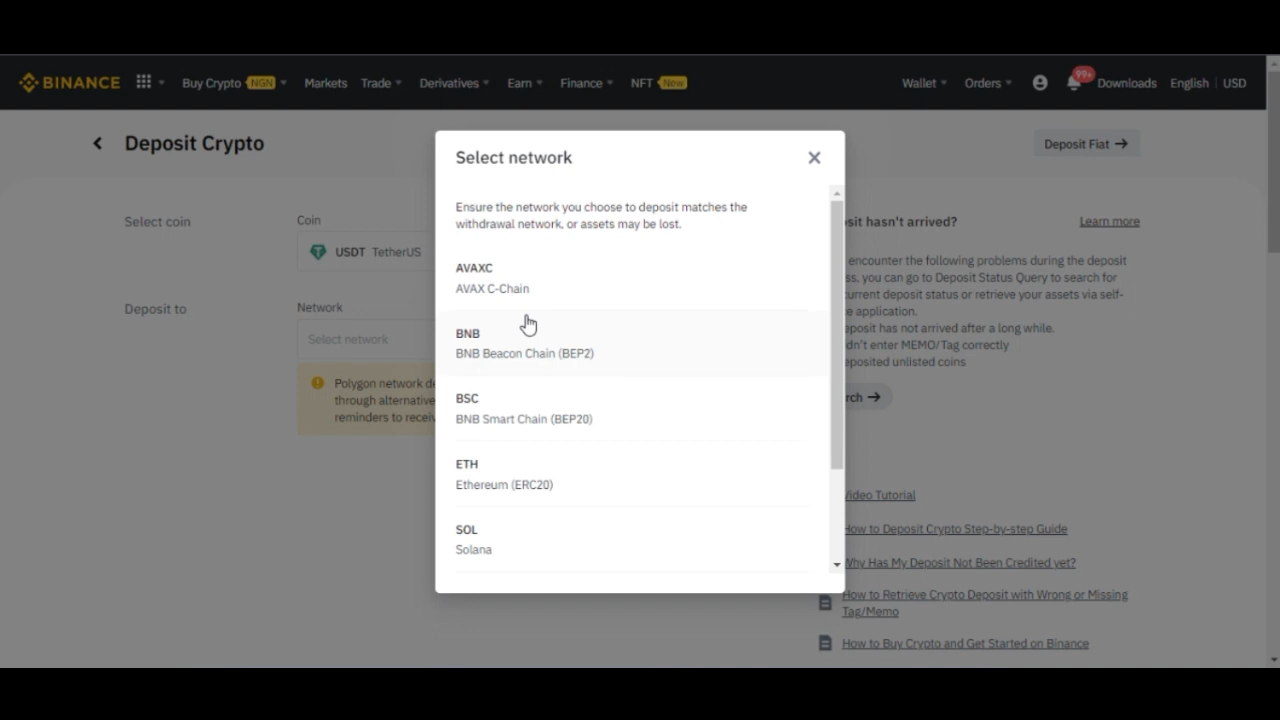 BINANCE Buy Crypto NGN Markets Trade Derivatives Earn Finance NFT New Wallet Orders 99+ Downloads English USD
Deposit Crypto
Deposit Fiat
Select coin
Coin
USDT TetherUS
Deposit to
Network
Select network
Polygon network
through alternative
reminders to
Select network
Ensure the network you choose to deposit matches the
withdrawal network, or assets may be lost.
AVAXC
AVAX C-Chain
BNB
BNB Beacon Chain (BEP2)
BSC
BNB Smart Chain (BEP20)
ETH
Ethereum (ERC20)
SOL
Solana
hasn't arrived?
Learn more
encounter the following problems during the deposit
you can go to Deposit Status Query to search for
current deposit status or retrieve your assets via self-
application.
deposit has not arrived after a long while.
enter MEMO/Tag correctly
deposited unlisted coins
Video Tutorial
How to Deposit Crypto Step-by-step Guide
Why Has My Deposit Not Been Credited yet?
How to Retrieve Crypto Deposit with Wrong or Missing
Tag/Memo
How to Buy Crypto and Get Started on Binance